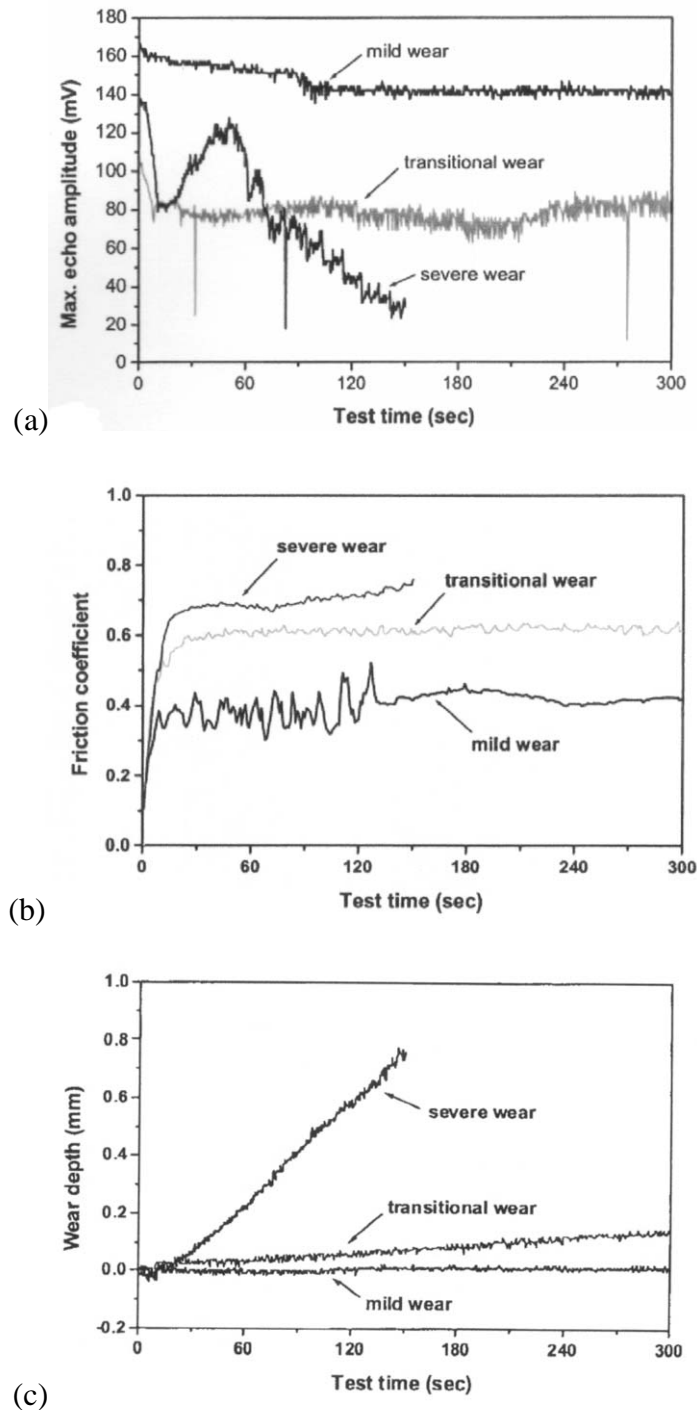 180
160
140
120
100
80
60
40
20
0
Max. echo amplitude (mV)
mild wear
transitional wear
severe wear
0 60 120 180 240 300
Test time (sec)
(a)
1.0
0.8
0.6
0.4
0.2
0.0
Friction coefficient
severe wear
transitional wear
mild wear
0 60 120 180 240 300
Test time (sec)
(b)
1.0
0.8
0.6
0.4
0.2
0.0
-0.2
Wear depth (mm)
severe wear
transitional wear
mild wear
0 60 120 180 240 300
Test time (sec)
(c)